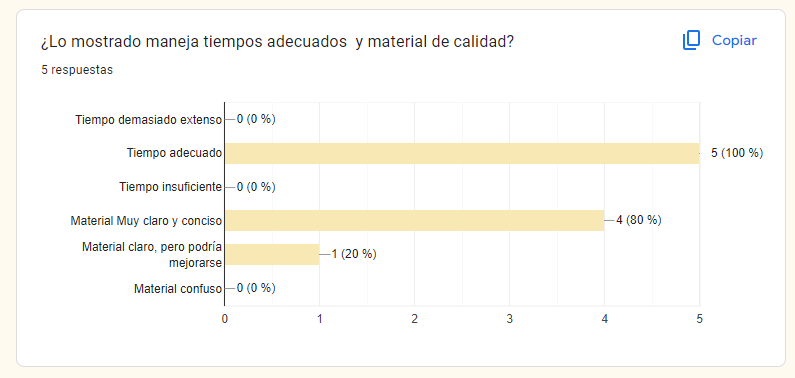 ¿Lo mostrado maneja tiempos adecuados  y material de calidad?
Copiar
5 respuestas
Tiempo demasiado extenso 0 (0 %)
Tiempo adecuado 5 (100 %)
Tiempo insuficiente 0 (0 %)
Material Muy claro y conciso 4 (80 %)
Material claro, pero podría
mejorarse 1 (20 %)
Material confuso 0 (0 %)
0 1 2 3 4 5